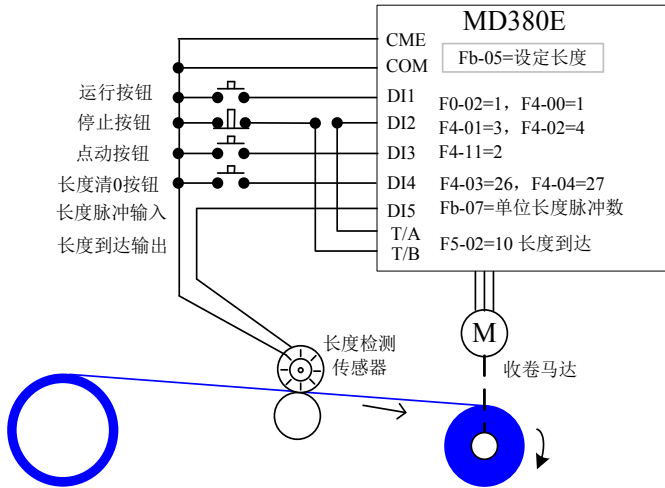 MD380E
CME
Fb-05=设定长度
COM
运行按钮
DI1
F0-02=1，F4-00=1
停止按钮
DI2
F4-01=3，F4-02=4
点动按钮
DI3
F4-11=2
长度清0按钮
DI4
F4-03=26，F4-04=27
长度脉冲输入
DI5
Fb-07=单位长度脉冲数
T/A
长度到达输出
T/B
F5-02=10 长度到达
M
长度检测
传感器
收卷马达